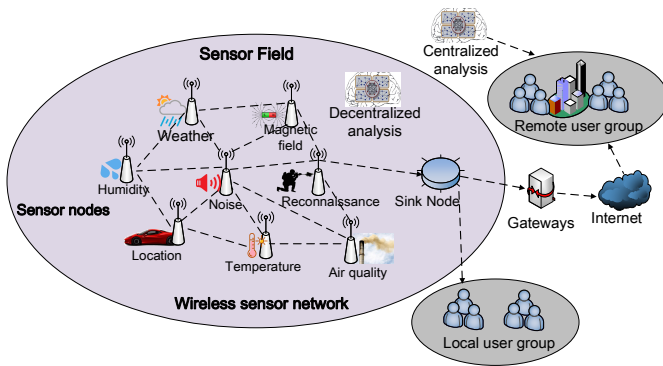 Sensor Field
Centralized
analysis
Weather
Magnetic
field
Decentralized
analysis
Remote user group
Humidity
Noise
Reconnaissance
Sink Node
Sensor nodes
Gateways
Internet
Location
Temperature
Air quality
Wireless sensor network
Local user group